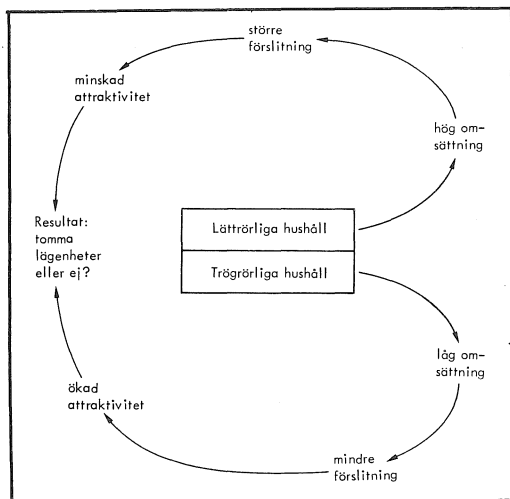 större
förslitning
minskad
attraktivitet
hög om-
sättning
Resultat:
tomma
lägenheter
eller ej?
Lättrörliga hushåll
Trögrörliga hushåll
låg om-
sättning
ökad
attraktivitet
mindre
förslitning